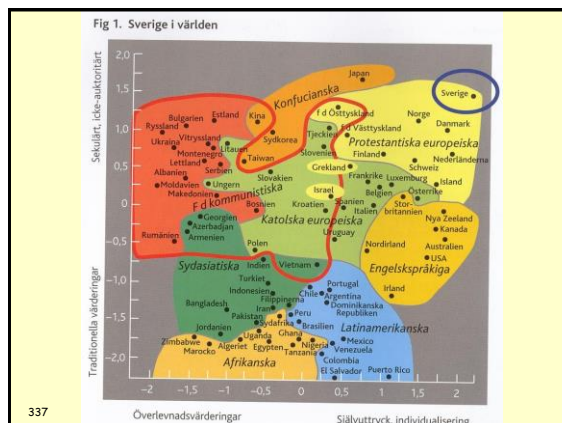 Fig 1. Sverige i världen
Sekulärt, icke-auktoritärt
Traditionella värderingar
2,0
1,5
1,0
0,5
0
−0,5
−1,0
−1,5
−2,0
Japan
Sverige
Konfucianska
Kina
f d Östtyskland
Bulgarien
Estland
Norge
Ryssland
Sydkorea
Tjeckien
f d Västtyskland
Danmark
Ukraina
Vitryssland
Litauen
Slovenien
Protestantiska europeiska
Montenegro
Taiwan
Finland
Nederländerna
Lettland
Serbien
Grekland
Schweiz
Albanien
Slovakien
Frankrike
Luxemburg
Island
Moldavien
Ungern
Israel
Belgien
Österrike
Makedonien
Spanien
Stor-
britannien
F d kommunistiska
Bosnien
Kroatien
Italien
Nya Zeeland
Georgien
Katolska europeiska
Kanada
Azerbadjan
Uruguay
Australien
Armenien
Nordirland
Rumänien
Polen
USA
Indien
Vietnam
Engelskspråkiga
Sydasiatiska
Turkiet
Portugal
Irland
Indonesien
Chile
Argentina
Filippinerna
Dominikanska
Republiken
Bangladesh
Iran
Peru
Pakistan
Sydafrika
Brasilien
Latinamerikanska
Jordanien
Uganda
Ghana
Zimbabwe
Algeriet
Egypten
Nigeria
Mexico
Marocko
Tanzania
Venezuela
Afrikanska
Colombia
El Salvador
Puerto Rico
−2
−1,5
−1,0
−0,5
0
0,5
1,0
1,5
2
Överlevnadsvärderingar
Självuttryck, individualisering
337